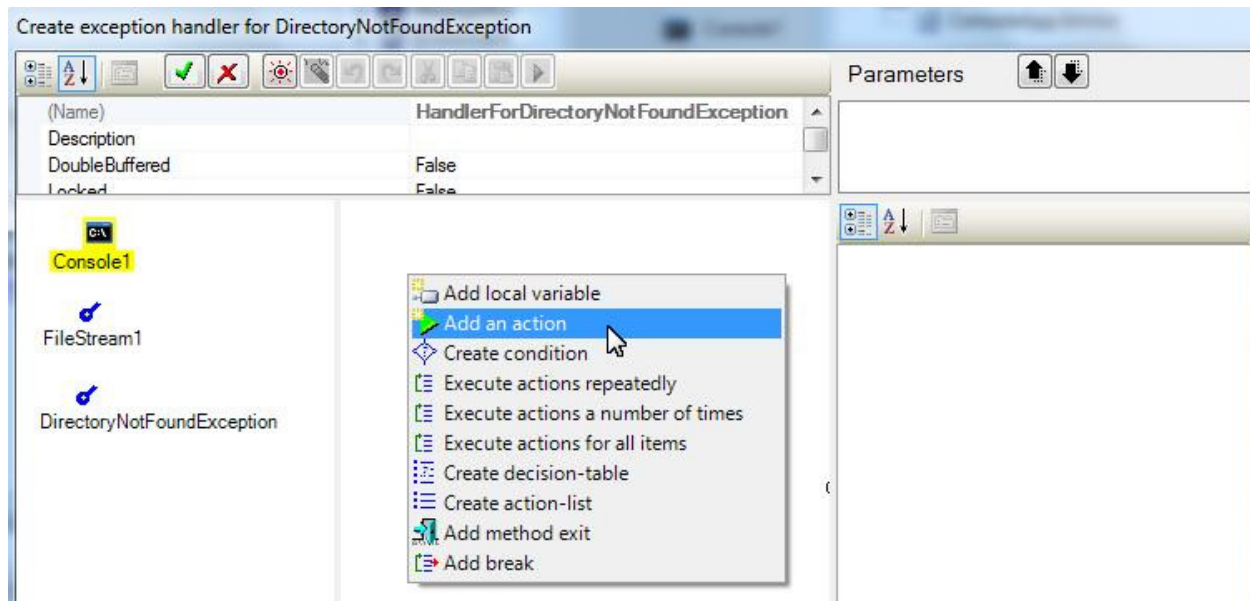 Create exception handler for DirectoryNotFoundException
Parameters
(Name) HandlerForDirectoryNotFoundException
Description
DoubleBuffered False
Locked False
Console1
FileStream1
DirectoryNotFoundException
Add local variable
Add an action
Create condition
Execute actions repeatedly
Execute actions a number of times
Execute actions for all items
Create decision-table
Create action-list
Add method exit
Add break